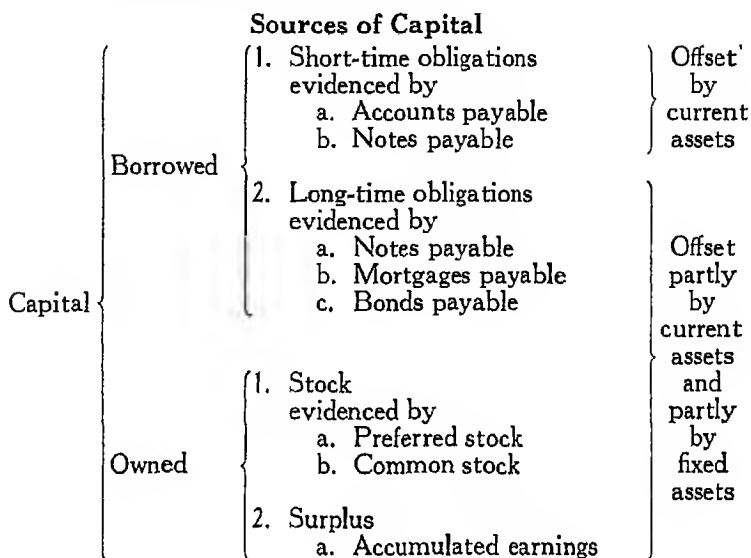 Sources of Capital
Capital
Borrowed
1. Short-time obligations
evidenced by
a. Accounts payable
b. Notes payable
Offset
by
current
assets
2. Long-time obligations
evidenced by
a. Notes payable
b. Mortgages payable
c. Bonds payable
Owned
1. Stock
evidenced by
a. Preferred stock
b. Common stock
2. Surplus
a. Accumulated earnings
Offset
partly
by
current
assets
and
partly
by
fixed
assets